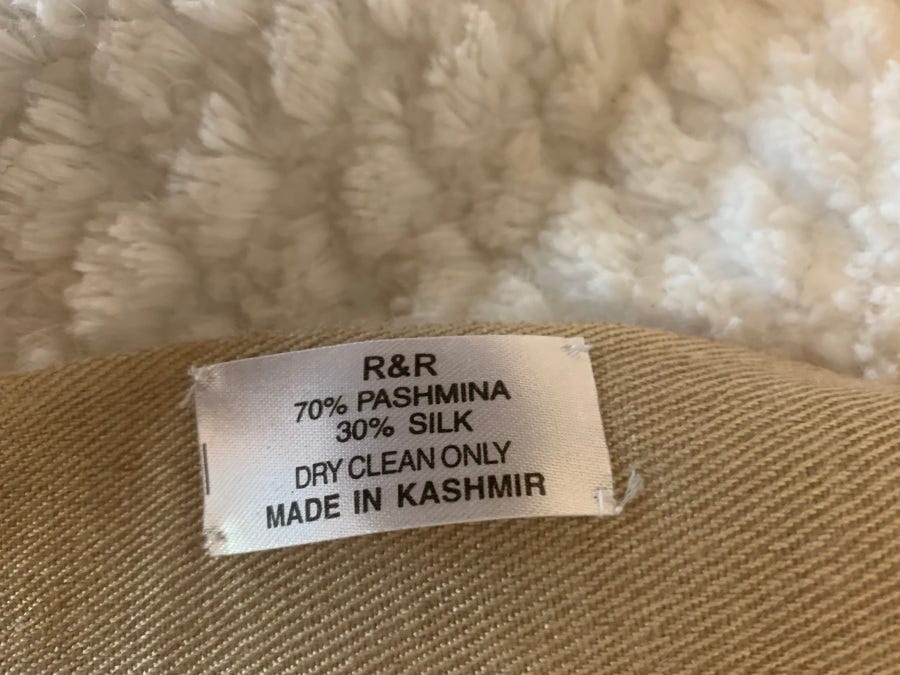 R&R
70% PASHMINA
30% SILK
DRY CLEAN ONLY
MADE IN KASHMIR